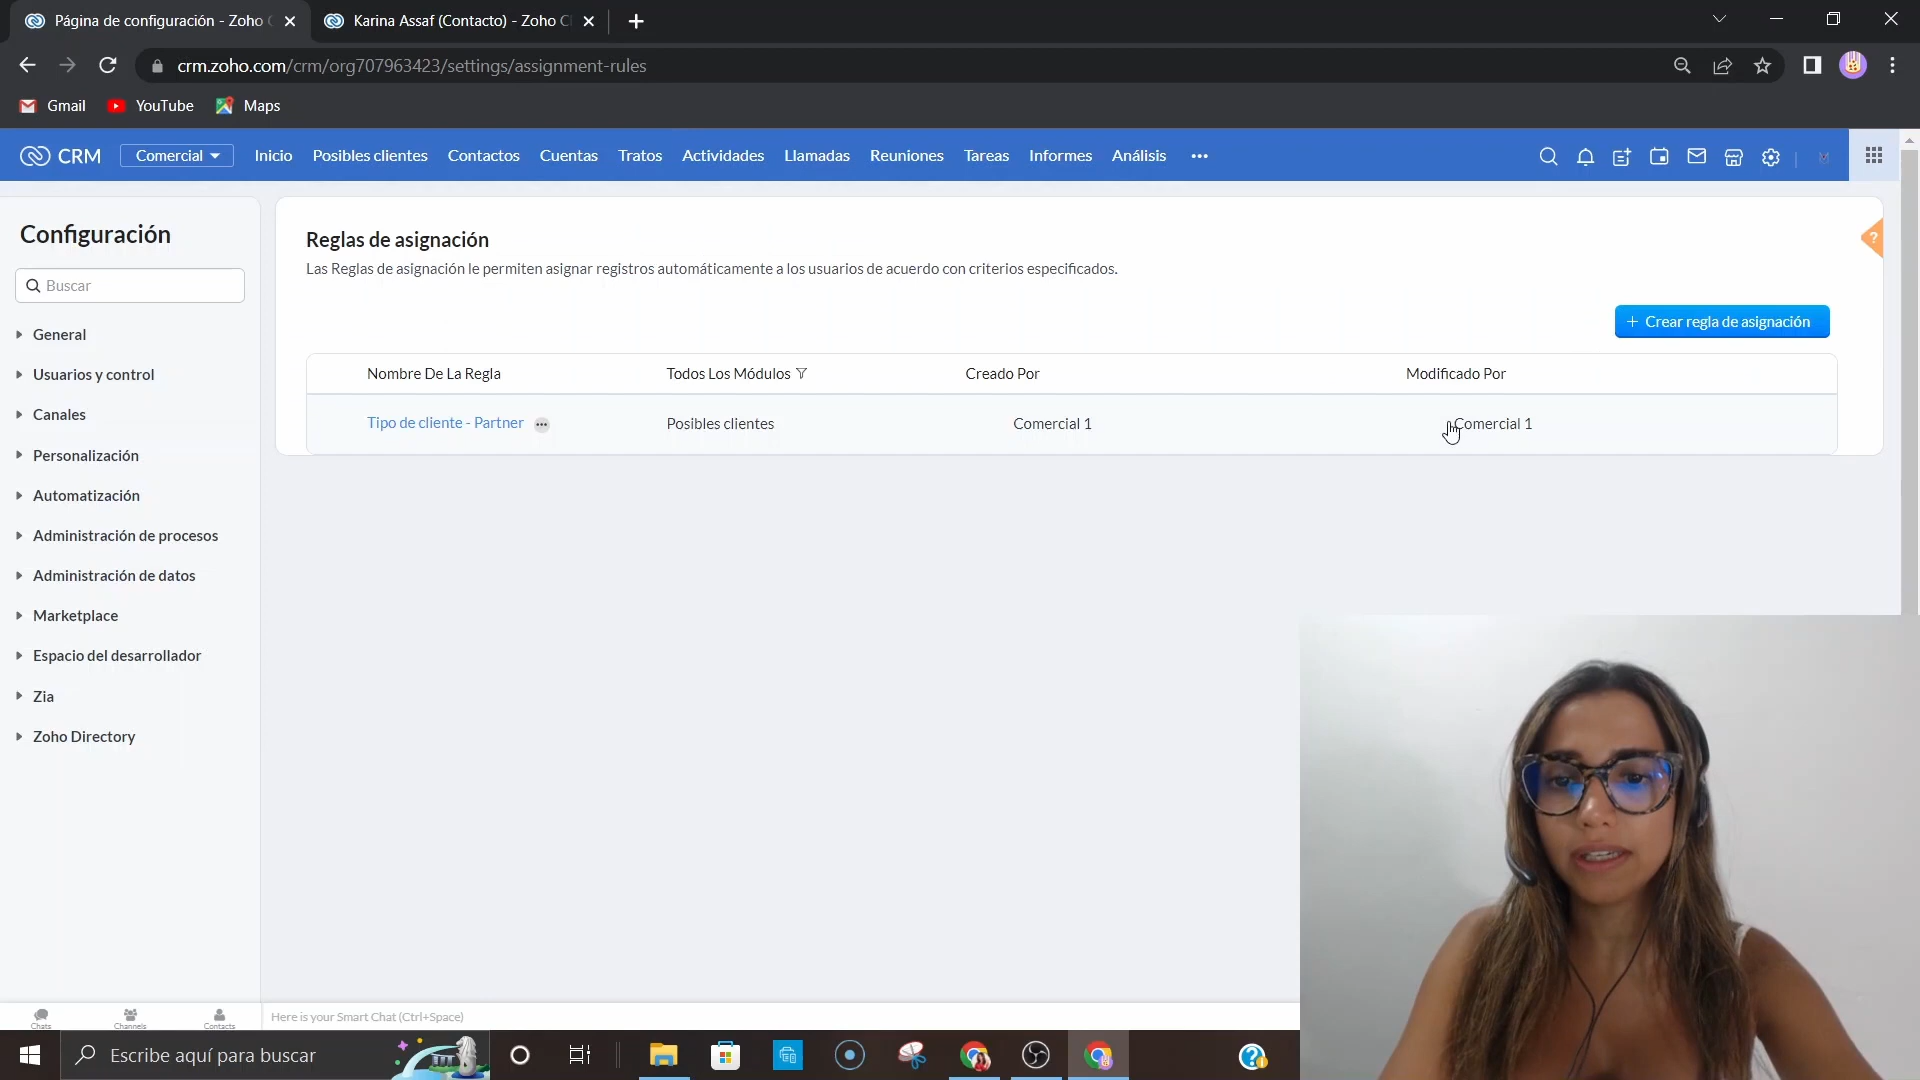 Página de configuración - Zoho C
Karina Assaf (Contacto) - Zoho C
crm.zoho.com/crm/org707963423/settings/assignment-rules
Gmail
YouTube
Maps
CRM
Comercial
Inicio
Posibles clientes
Contactos
Cuentas
Tratos
Actividades
Llamadas
Reuniones
Tareas
Informes
Análisis
Configuración
Buscar
General
Usuarios y control
Canales
Personalización
Automatización
Administración de procesos
Administración de datos
Marketplace
Espacio del desarrollador
Zia
Zoho Directory
Reglas de asignación
Las Reglas de asignación le permiten asignar registros automáticamente a los usuarios de acuerdo con criterios especificados.
?
+ Crear regla de asignación
Nombre De La Regla
Todos Los Módulos
Creado Por
Modificado Por
Tipo de cliente - Partner
Posibles clientes
Comercial 1
Comercial 1
Chats
Channels
Contacts
Here is your Smart Chat (Ctrl+Space)
Escribe aquí para buscar